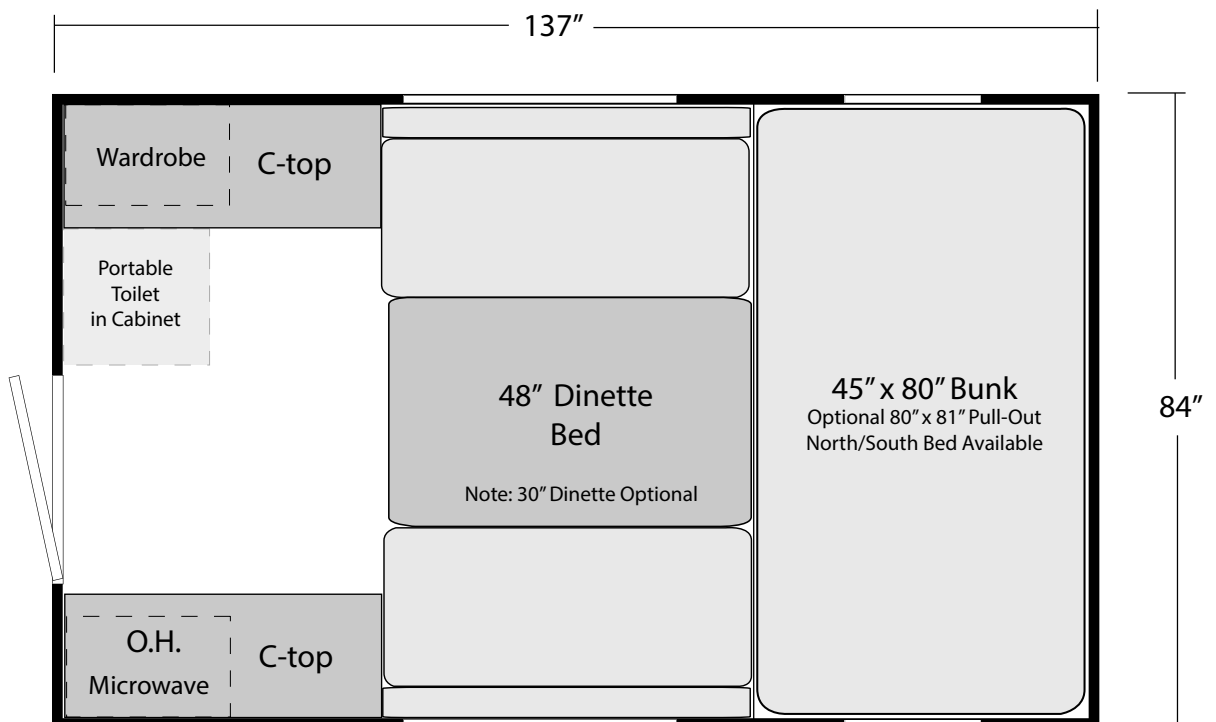 137”
Wardrobe
C-top
Portable
Toilet
in Cabinet
48” Dinette
Bed
Note: 30” Dinette Optional
45” x 80” Bunk
Optional 80” x 81” Pull-Out
North/South Bed Available
84”
O.H.
Microwave
C-top